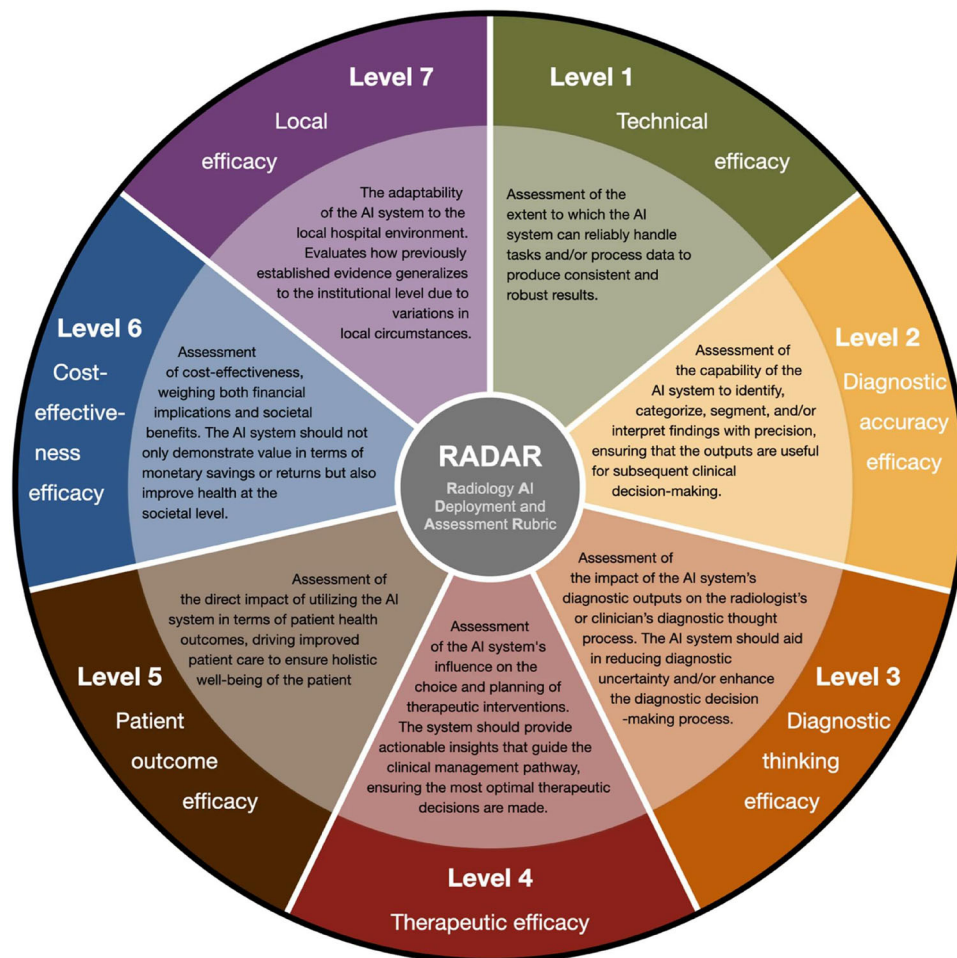 RADAR
Radiology AI
Deployment and
Assessment Rubric
Level 1
Technical
efficacy
Assessment of the
extent to which the AI
system can reliably handle
tasks and/or process data to
produce consistent and
robust results.
Level 2
Diagnostic
accuracy
efficacy
Assessment of
the capability of the
AI system to identify,
categorize, segment, and/or
interpret findings with precision,
ensuring that the outputs are useful
for subsequent clinical
decision-making.
Level 3
Diagnostic
thinking
efficacy
Assessment of
the impact of the AI system's
diagnostic outputs on the radiologist's
or clinician's diagnostic thought
process. The AI system should aid
in reducing diagnostic
uncertainty and/or enhance
the diagnostic decision
-making process.
Level 4
Therapeutic efficacy
Assessment
of the AI system's
influence on the
choice and planning of
therapeutic interventions.
The system should provide
actionable insights that guide the
clinical management pathway,
ensuring the most optimal therapeutic
decisions are made.
Level 5
Patient
outcome
efficacy
Assessment of
the direct impact of utilizing the AI
system in terms of patient health
outcomes, driving improved
patient care to ensure holistic
well-being of the patient
Level 6
Cost-
effective-
ness
efficacy
Assessment
of cost-effectiveness,
weighing both financial
implications and societal
benefits. The AI system should not
only demonstrate value in terms of
monetary savings or returns but also
improve health at the
societal level.
Level 7
Local
efficacy
The adaptability
of the AI system to the
local hospital environment.
Evaluates how previously
established evidence generalizes
to the institutional level due to
variations in
local circumstances.